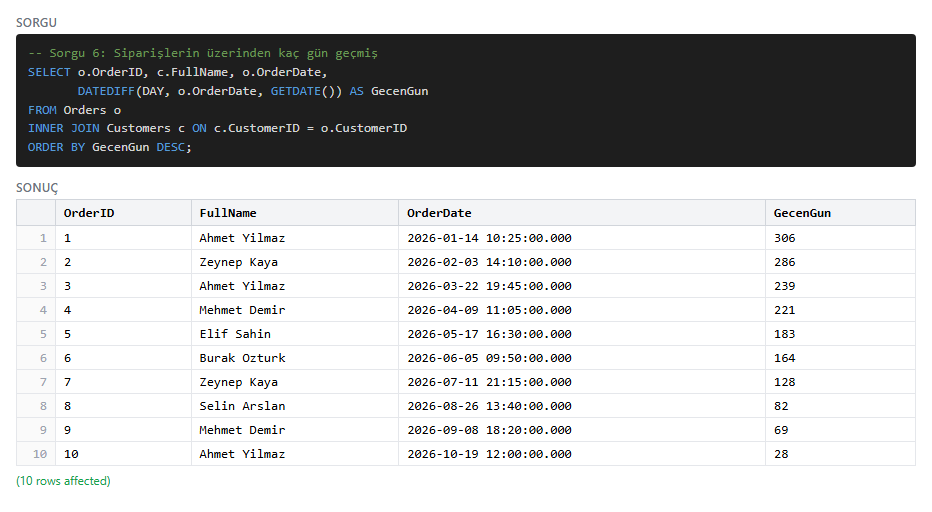 SORGU
-- Sorgu 6: Siparişlerin üzerinden kaç gün geçmiş
SELECT o.OrderID, c.FullName, o.OrderDate,
DATEDIFF(DAY, o.OrderDate, GETDATE()) AS GecenGun
FROM Orders o
INNER JOIN Customers c ON c.CustomerID = o.CustomerID
ORDER BY GecenGun DESC;
SONUÇ
OrderID FullName OrderDate GecenGun
1 1 Ahmet Yilmaz 2026-01-14 10:25:00.000 306
2 2 Zeynep Kaya 2026-02-03 14:10:00.000 286
3 3 Ahmet Yilmaz 2026-03-22 19:45:00.000 239
4 4 Mehmet Demir 2026-04-09 11:05:00.000 221
5 5 Elif Sahin 2026-05-17 16:30:00.000 183
6 6 Burak Ozturk 2026-06-05 09:50:00.000 164
7 7 Zeynep Kaya 2026-07-11 21:15:00.000 128
8 8 Selin Arslan 2026-08-26 13:40:00.000 82
9 9 Mehmet Demir 2026-09-08 18:20:00.000 69
10 10 Ahmet Yilmaz 2026-10-19 12:00:00.000 28
(10 rows affected)